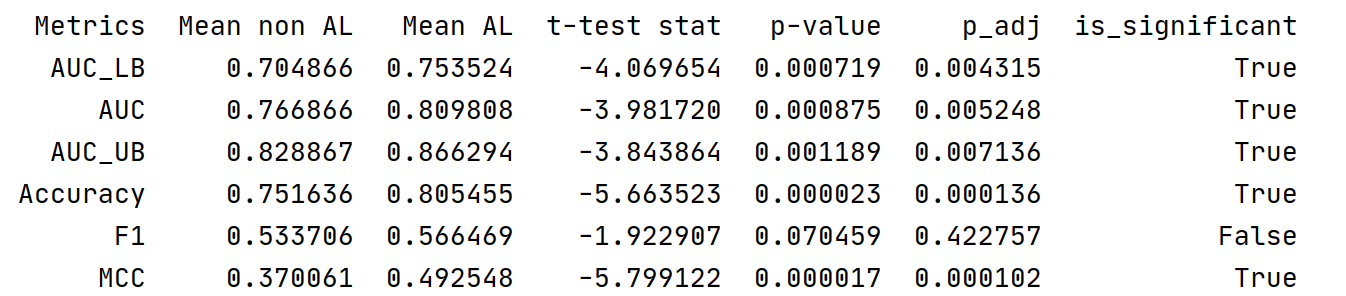 Metrics Mean non AL Mean AL t-test stat p-value p_adj is_significant
AUC_LB 0.704866 0.753524 -4.069654 0.000719 0.004315 True
AUC 0.766866 0.809808 -3.981720 0.000875 0.005248 True
AUC_UB 0.828867 0.866294 -3.843864 0.001189 0.007136 True
Accuracy 0.751636 0.805455 -5.663523 0.000023 0.000136 True
F1 0.533706 0.566469 -1.922907 0.070459 0.422757 False
MCC 0.370061 0.492548 -5.799122 0.000017 0.000102 True